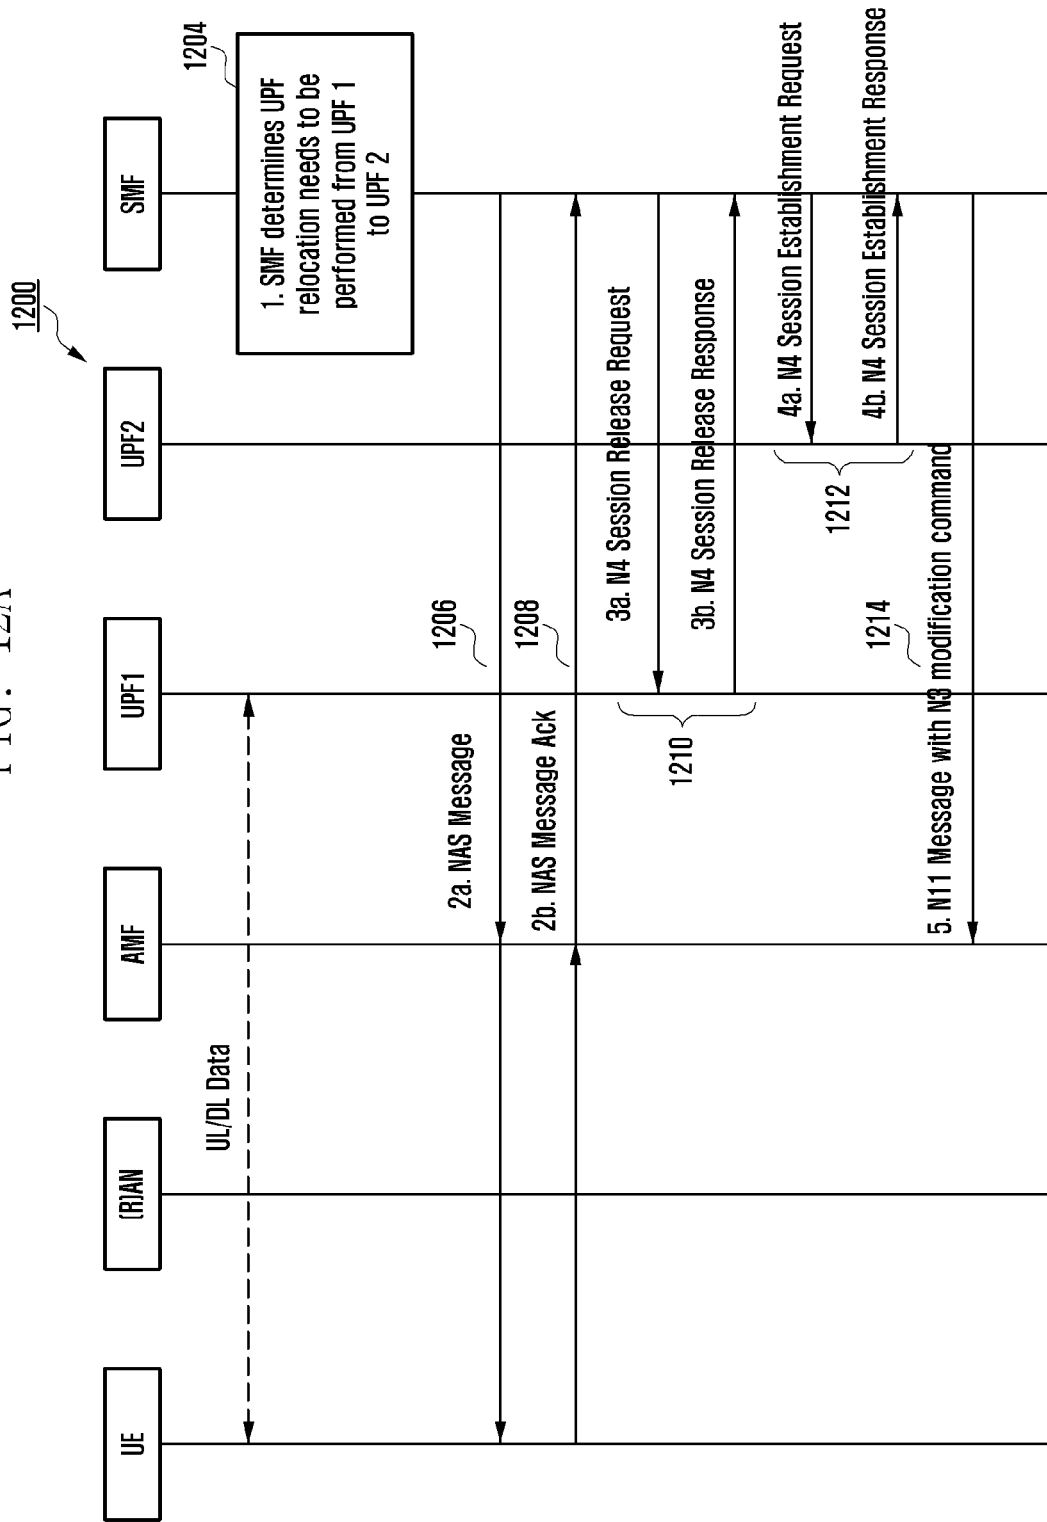 FIG. 12A
1200
UE
(R)AN
AMF
UPF1
UPF2
SMF
UL/DL Data
1204
1. SMF determines UPF
relocation needs to be
performed from UPF 1
to UPF 2
2a. NAS Message
1206
2b. NAS Message Ack
1208
3a. N4 Session Release Request
3b. N4 Session Release Response
1210
4a. N4 Session Establishment Request
4b. N4 Session Establishment Response
1212
1214
5. N11 Message with N3 modification command